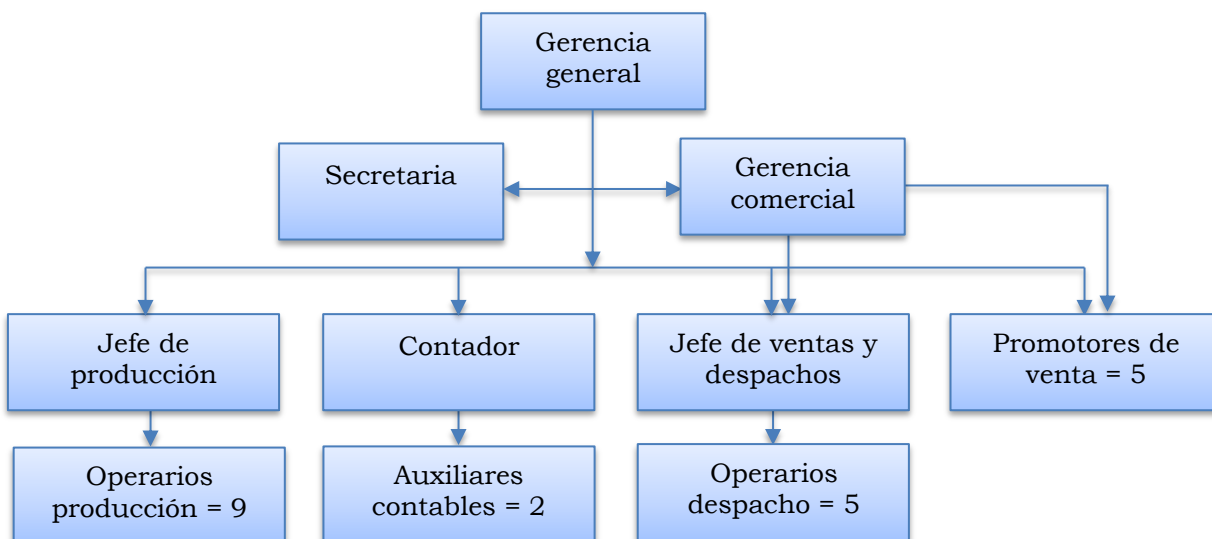 Gerencia
general
Secretaria
Gerencia
comercial
Jefe de
producción
Contador
Jefe de ventas y
despachos
Promotores de
venta = 5
Operarios
producción = 9
Auxiliares
contables = 2
Operarios
despacho = 5